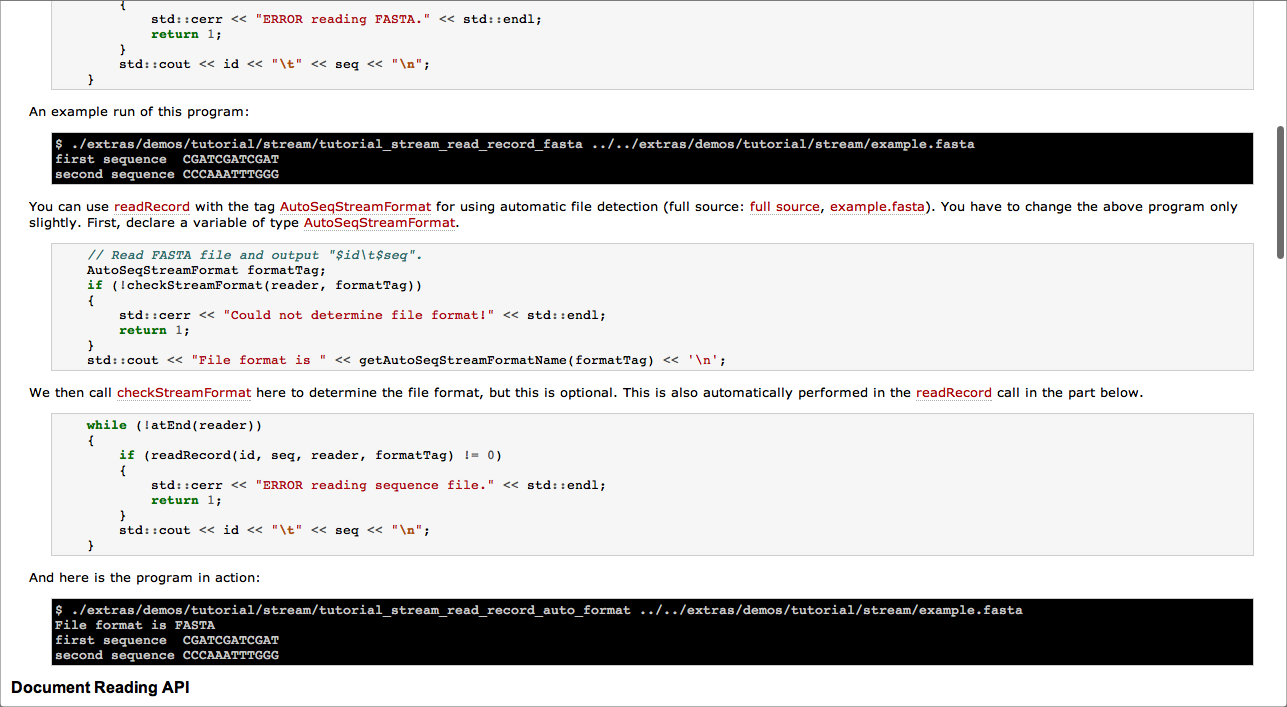 {
std::cerr << "ERROR reading FASTA." << std::endl;
return 1;
}
std::cout << id << "\t" << seq << "\n";
}
An example run of this program:
$ ./extras/demos/tutorial/stream/tutorial_stream_read_record_fasta ../../extras/demos/tutorial/stream/example.fasta
first sequence  CGATCGATCGAT
second sequence CCCAAATTTGGG
You can use readRecord with the tag AutoSeqStreamFormat for using automatic file detection (full source: full source, example.fasta). You have to change the above program only
slightly. First, declare a variable of type AutoSeqStreamFormat.
// Read FASTA file and output "$id\t$seq".
AutoSeqStreamFormat formatTag;
if (!checkStreamFormat(reader, formatTag))
{
std::cerr << "Could not determine file format!" << std::endl;
return 1;
}
std::cout << "File format is " << getAutoSeqStreamFormatName(formatTag) << '\n';
We then call checkStreamFormat here to determine the file format, but this is optional. This is also automatically performed in the readRecord call in the part below.
while (!atEnd(reader))
{
if (readRecord(id, seq, reader, formatTag) != 0)
{
std::cerr << "ERROR reading sequence file." << std::endl;
return 1;
}
std::cout << id << "\t" << seq << "\n";
}
And here is the program in action:
$ ./extras/demos/tutorial/stream/tutorial_stream_read_record_auto_format ../../extras/demos/tutorial/stream/example.fasta
File format is FASTA
first sequence  CGATCGATCGAT
second sequence CCCAAATTTGGG
Document Reading API